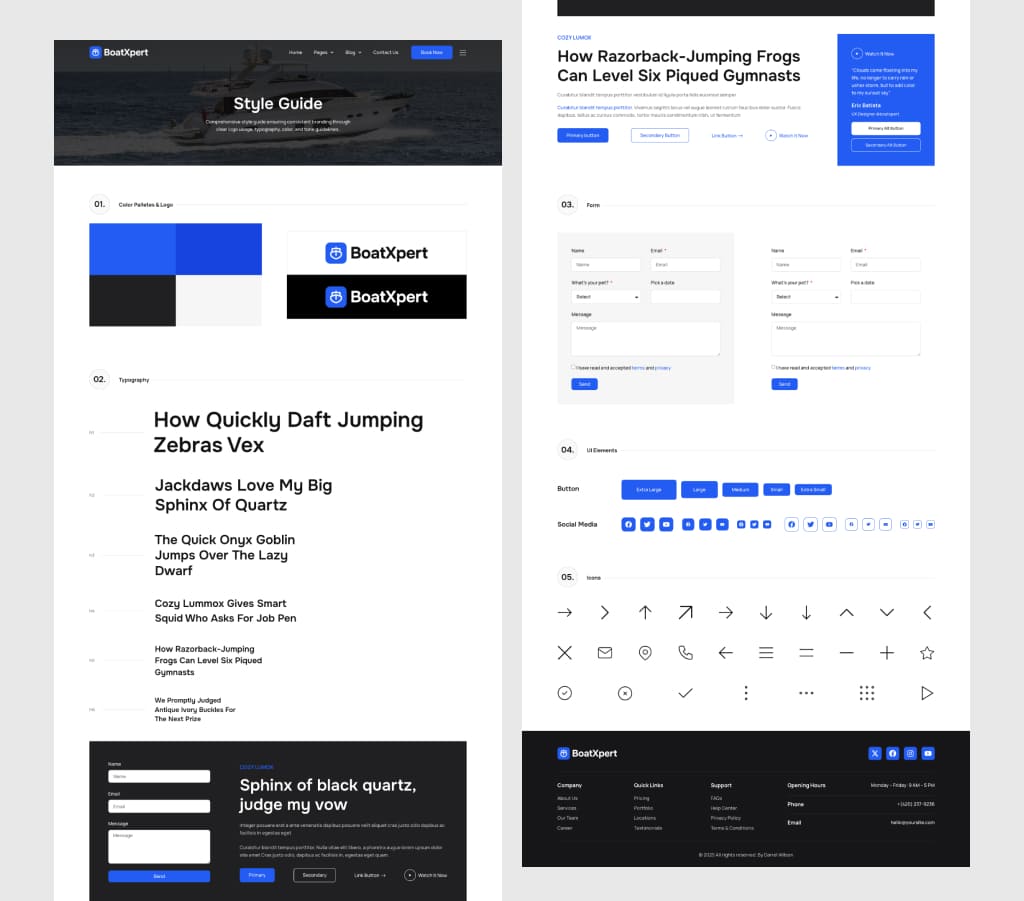 BoatXpert
Home Pages Blog Contact Us Book Now
Style Guide
Comprehensive style guide ensuring consistent branding through
clear logo usage, typography, color, and tone guidelines.
01. Color Palletes & Logo
BoatXpert
BoatXpert
02. Typography
H1
How Quickly Daft Jumping
Zebras Vex
H2
Jackdaws Love My Big
Sphinx Of Quartz
H3
The Quick Onyx Goblin
Jumps Over The Lazy
Dwarf
H4
Cozy Lummox Gives Smart
Squid Who Asks For Job Pen
H5
How Razorback-Jumping
Frogs Can Level Six Piqued
Gymnasts
H6
We Promptly Judged
Antique Ivory Buckles For
The Next Prize
Name
Name
Email
Email
Message
Message
Send
COZY LUMOX
Sphinx of black quartz,
judge my vow
Integer posuere erat a ante venenatis dapibus posuere velit aliquet cras justo odio dapibus ac
facilisis in egestas eget
Curabitur blandit tempus porttitor. Nulla vitae elit libero, a pharetra augue lorem upsum dolor
site amet Cras justo odio, dapibus ac facilisis in, egestas eget quam.
Primary Secondary Link Button Watch It Now
COZY LUMOX
How Razorback-Jumping Frogs
Can Level Six Piqued Gymnasts
Curabitur blandit tempus porttitor vestibulum id ligula porta felis euismod semper
Curabitur blandit tempus porttitor. Vivamus sagittis lacus vel augue laoreet rutrum faucibus dolor auctor. Fusce
dapibus, tellus ac cursus commodo, tortor mauris condimentum nibh, ut fermentum
Primary button Secondary Button Link Button Watch It Now
Watch It Now
"Clouds come floating into my
life, no longer to carry rain or
usher storm, but to add color
to my sunset sky."
Eric Batista
Primary Alt Button
Secondary Alt Button
03. Form
Name Email *
Name Email
What's your pet? * Pick a date
Select
Message
Message
I have read and accepted terms and privacy
Send
Name Email *
Name Email
What's your pet? * Pick a date
Select
Message
Message
I have read and accepted terms and privacy
Send
04. UI Elements
Button Extra Large Large Medium Small Extra Small
Social Media
05. Icons
BoatXpert
Company Quick Links Support Opening Hours Monday - Friday: 9 AM - 5 PM
About Us Pricing FAQs
Services Portfolio Help Center Phone +(420) 237-9236
Our Team Locations Privacy Policy
Career Testimonials Terms & Conditions Email hello@yoursite.com
© 2025 All rights reserved. By Darrel Wilson